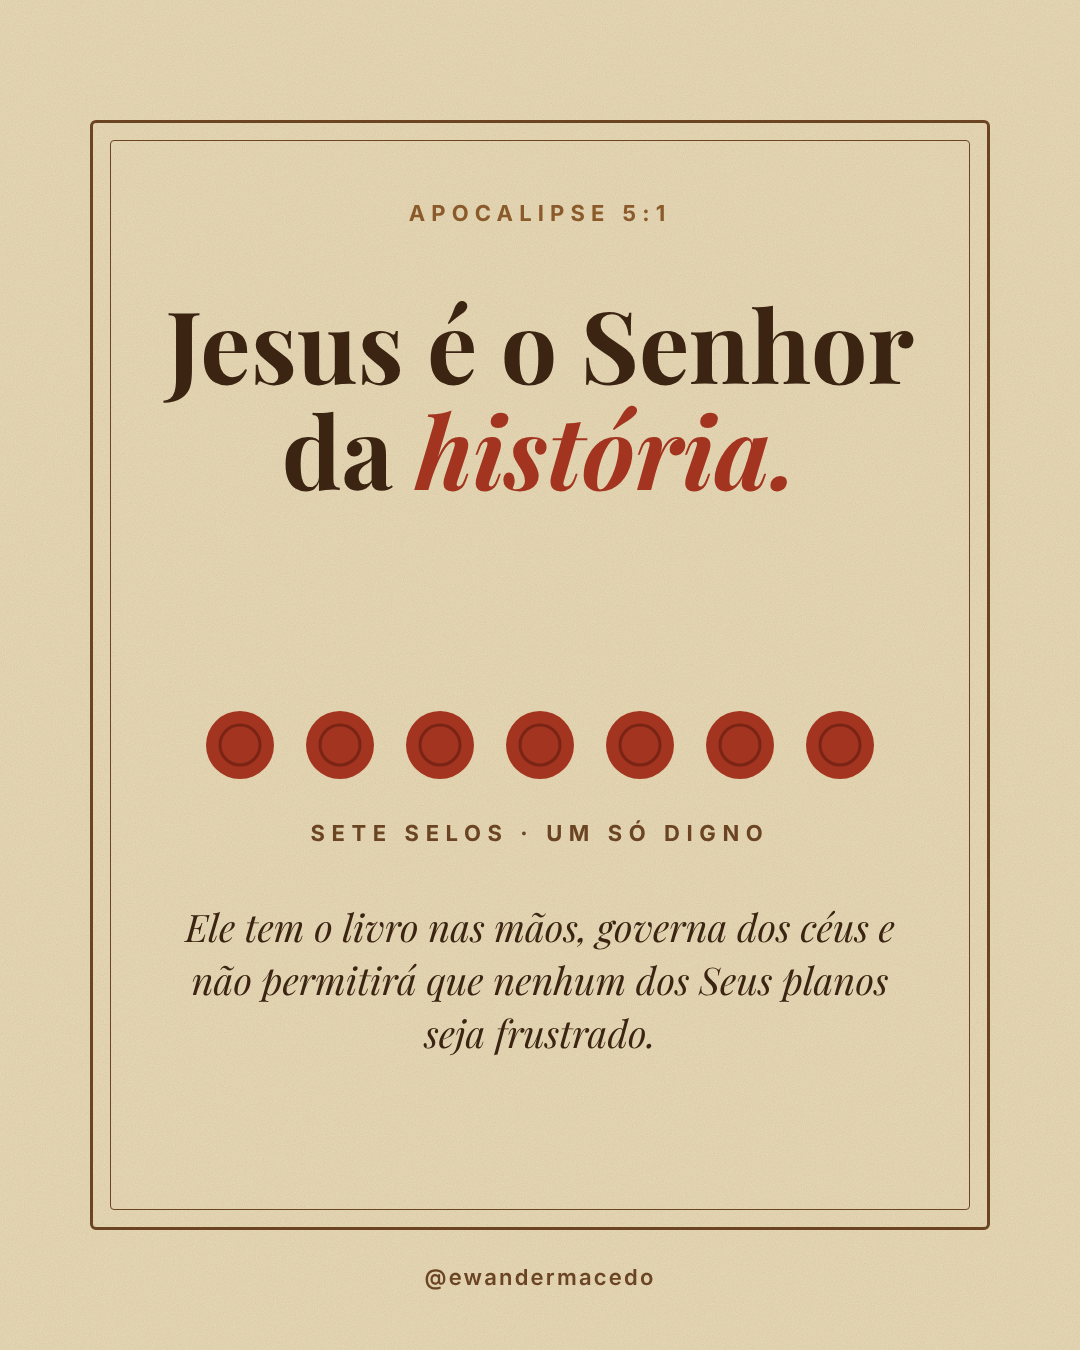 APOCALIPSE 5:1
Jesus é o Senhor
da história.
SETE SELOS · UM SÓ DIGNO
Ele tem o livro nas mãos, governa dos céus e
não permitirá que nenhum dos Seus planos
seja frustrado.
@ewandermacedo